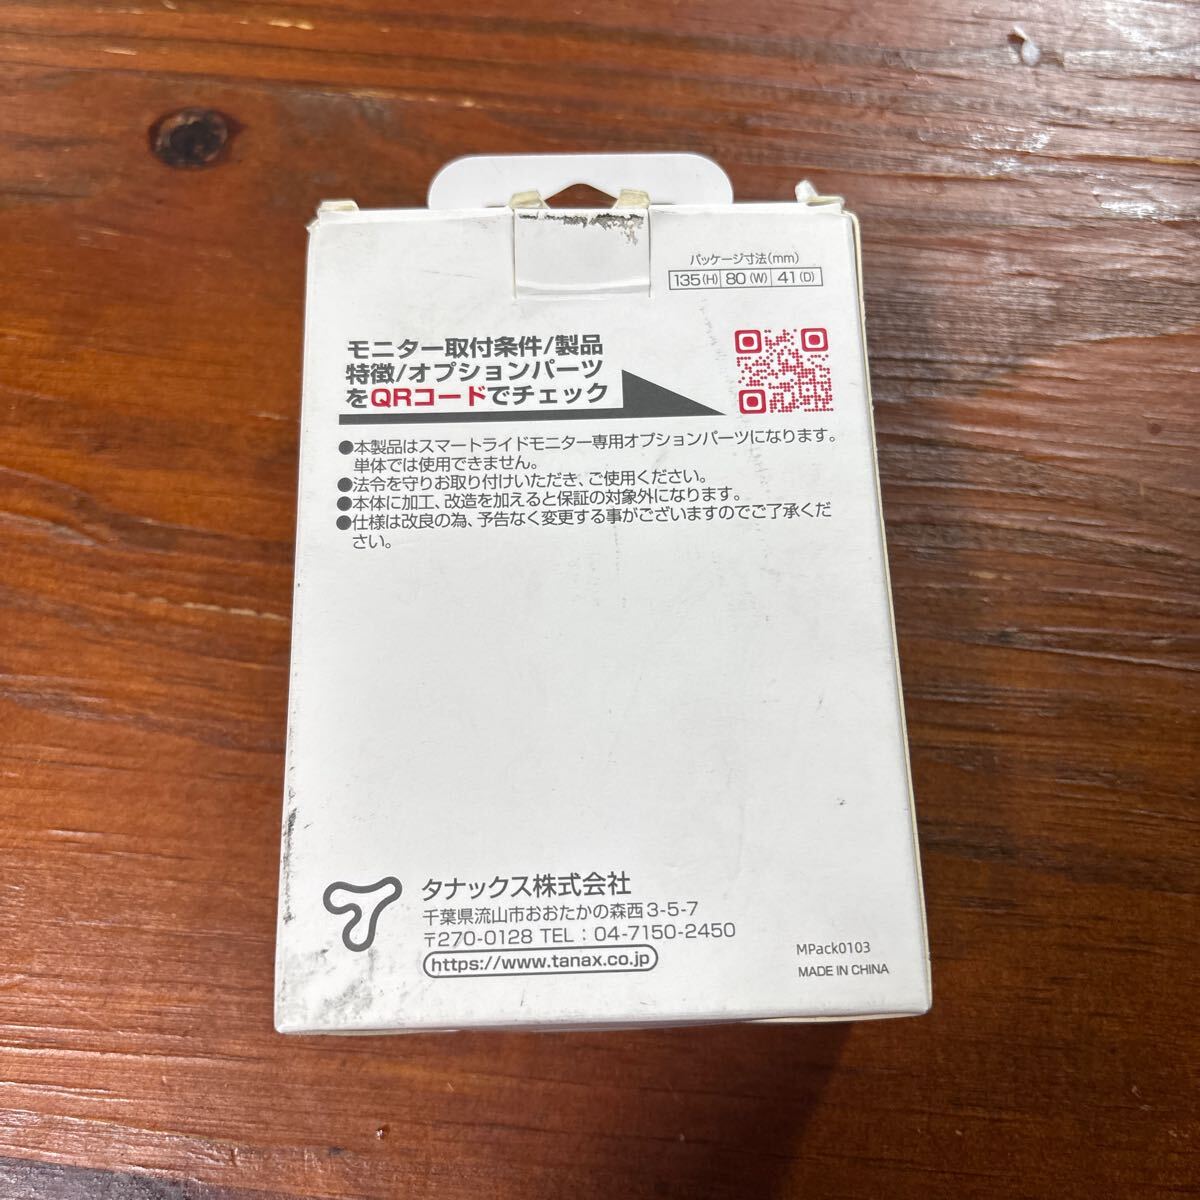 パッケージ寸法(mm)
135(H) 80(W) 41(D)
モニター取付条件/製品
特徴/オプションパーツ
をQRコードでチェック
●本製品はスマートライドモニター専用オプションパーツになります。
単体では使用できません。
●法令を守りお取り付けいただき、ご使用ください。
●本体に加工、改造を加えると保証の対象外になります。
●仕様は改良の為、予告なく変更する事がございますのでご了承くだ
さい。
タナックス株式会社
千葉県流山市おおたかの森西3-5-7
〒270-0128 TEL：04-7150-2450
https://www.tanax.co.jp
MPack0103
MADE IN CHINA